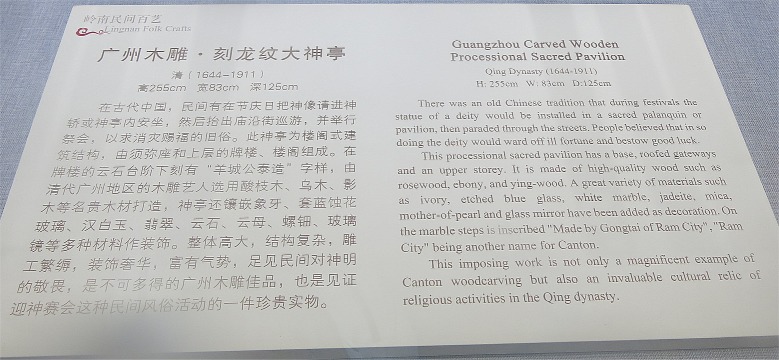 岭南民间百艺
Lingnan Folk Crafts
广州木雕·刻龙纹大神亭
清（1644-1911）
高255cm 宽83cm 深125cm
在古代中国，民间有在节庆日把神像请进神
轿或神亭内安坐，然后抬出庙沿街巡游，并举行
祭会，以求消灾赐福的旧俗。此神亭为楼阁式建
筑结构，由须弥座和上层的牌楼、楼阁组成。在
牌楼的云石台阶下刻有“羊城公泰造”字样，由
清代广州地区的木雕艺人选用酸枝木、乌木、影
木等名贵木材打造，神亭还镶嵌象牙、套蓝蚀花
玻璃、汉白玉、翡翠、云石、云母、螺钿、玻璃
镜等多种材料作装饰。整体高大，结构复杂，雕
工繁缛，装饰奢华，富有气势，足见民间对神明
的敬畏，是不可多得的广州木雕佳品，也是见证
迎神赛会这种民间风俗活动的一件珍贵实物。
Guangzhou Carved Wooden
Processional Sacred Pavilion
Qing Dynasty (1644-1911)
H: 255cm W: 83cm D:125cm
There was an old Chinese tradition that during festivals the
statue of a deity would be installed in a sacred palanquin or
pavilion, then paraded through the streets. People believed that in so
doing the deity would ward off ill fortune and bestow good luck.
This processional sacred pavilion has a base, roofed gateways
and an upper storey. It is made of high-quality wood such as
rosewood, ebony, and ying-wood. A great variety of materials such
as ivory, etched blue glass, white marble, jadeite, mica,
mother-of-pearl and glass mirror have been added as decoration. On
the marble steps is inscribed "Made by Gongtai of Ram City", "Ram
City" being another name for Canton.
This imposing work is not only a magnificent example of
Canton woodcarving but also an invaluable cultural relic of
religious activities in the Qing dynasty.